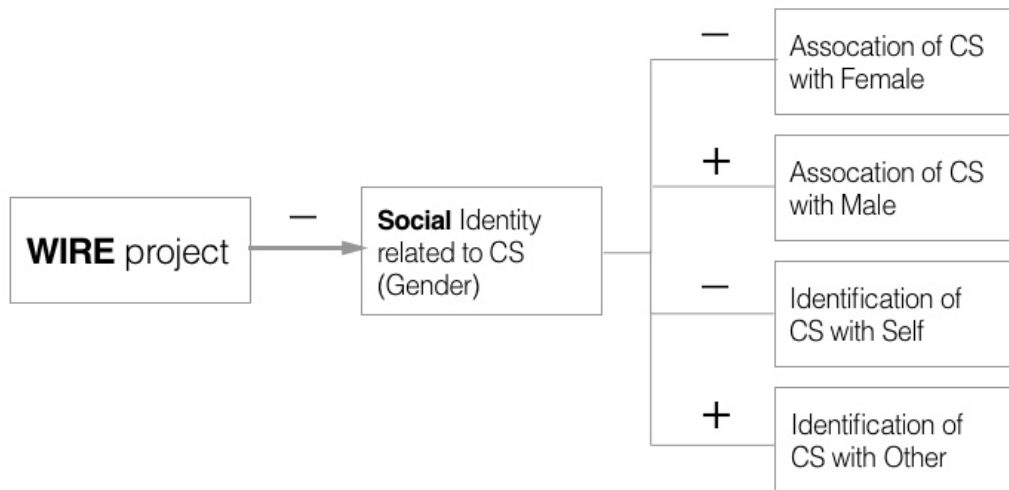 −
Assocation of CS
with Female
+
Assocation of CS
with Male
WIRE project
−
Social Identity
related to CS
(Gender)
−
Identification of
CS with Self
+
Identification of
CS with Other